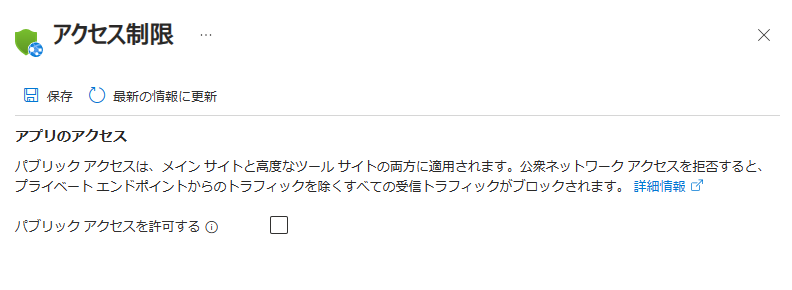 アクセス制限 …
保存 最新の情報に更新
アプリのアクセス
パブリック アクセスは、メイン サイトと高度なツール サイトの両方に適用されます。公衆ネットワーク アクセスを拒否すると、
プライベート エンドポイントからのトラフィックを除くすべての受信トラフィックがブロックされます。 詳細情報
パブリック アクセスを許可する